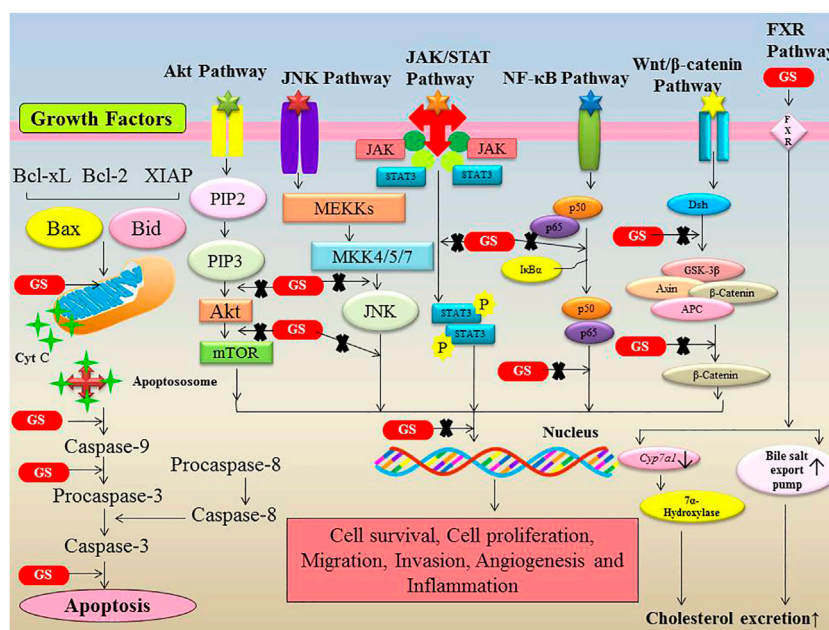 FXR
Pathway
GS
FXR
Akt Pathway
JNK Pathway
JAK/STAT
Pathway
NF-κB Pathway
Wnt/β-catenin
Pathway
Growth Factors
JAK
JAK
STAT3
STAT3
Bcl-xL Bcl-2 XIAP
Bax
Bid
GS
Cyt C
Apoptososome
GS
Caspase-9
GS
Procaspase-3
Procaspase-8
Caspase-8
Caspase-3
GS
Apoptosis
PIP2
PIP3
Akt
mTOR
GS
GS
MEKKs
MKK4/5/7
JNK
GS
STAT3
STAT3
P
P
p50
p65
IκBα
p50
p65
GS
Dsh
GS
GSK-3β
Axin
β-Catenin
APC
GS
β-Catenin
GS
Nucleus
Cell survival, Cell proliferation,
Migration, Invasion, Angiogenesis and
Inflammation
Cyp7a1↓
7α-
Hydroxylase
Bile salt
export ↑
pump
Cholesterol excretion↑